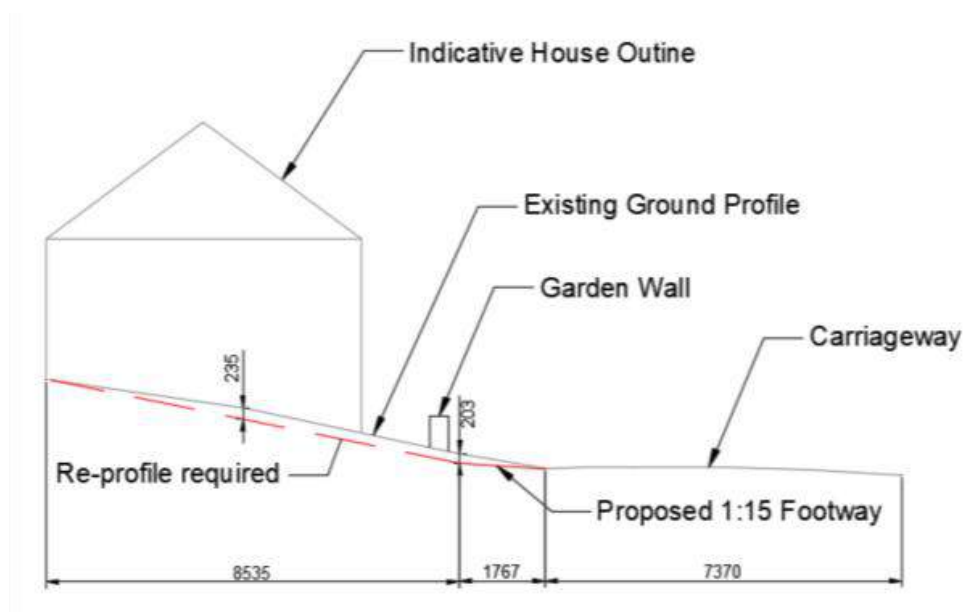 Indicative House Outine
Existing Ground Profile
Garden Wall
Carriageway
235
203
Re-profile required
Proposed 1:15 Footway
8535
1767
7370